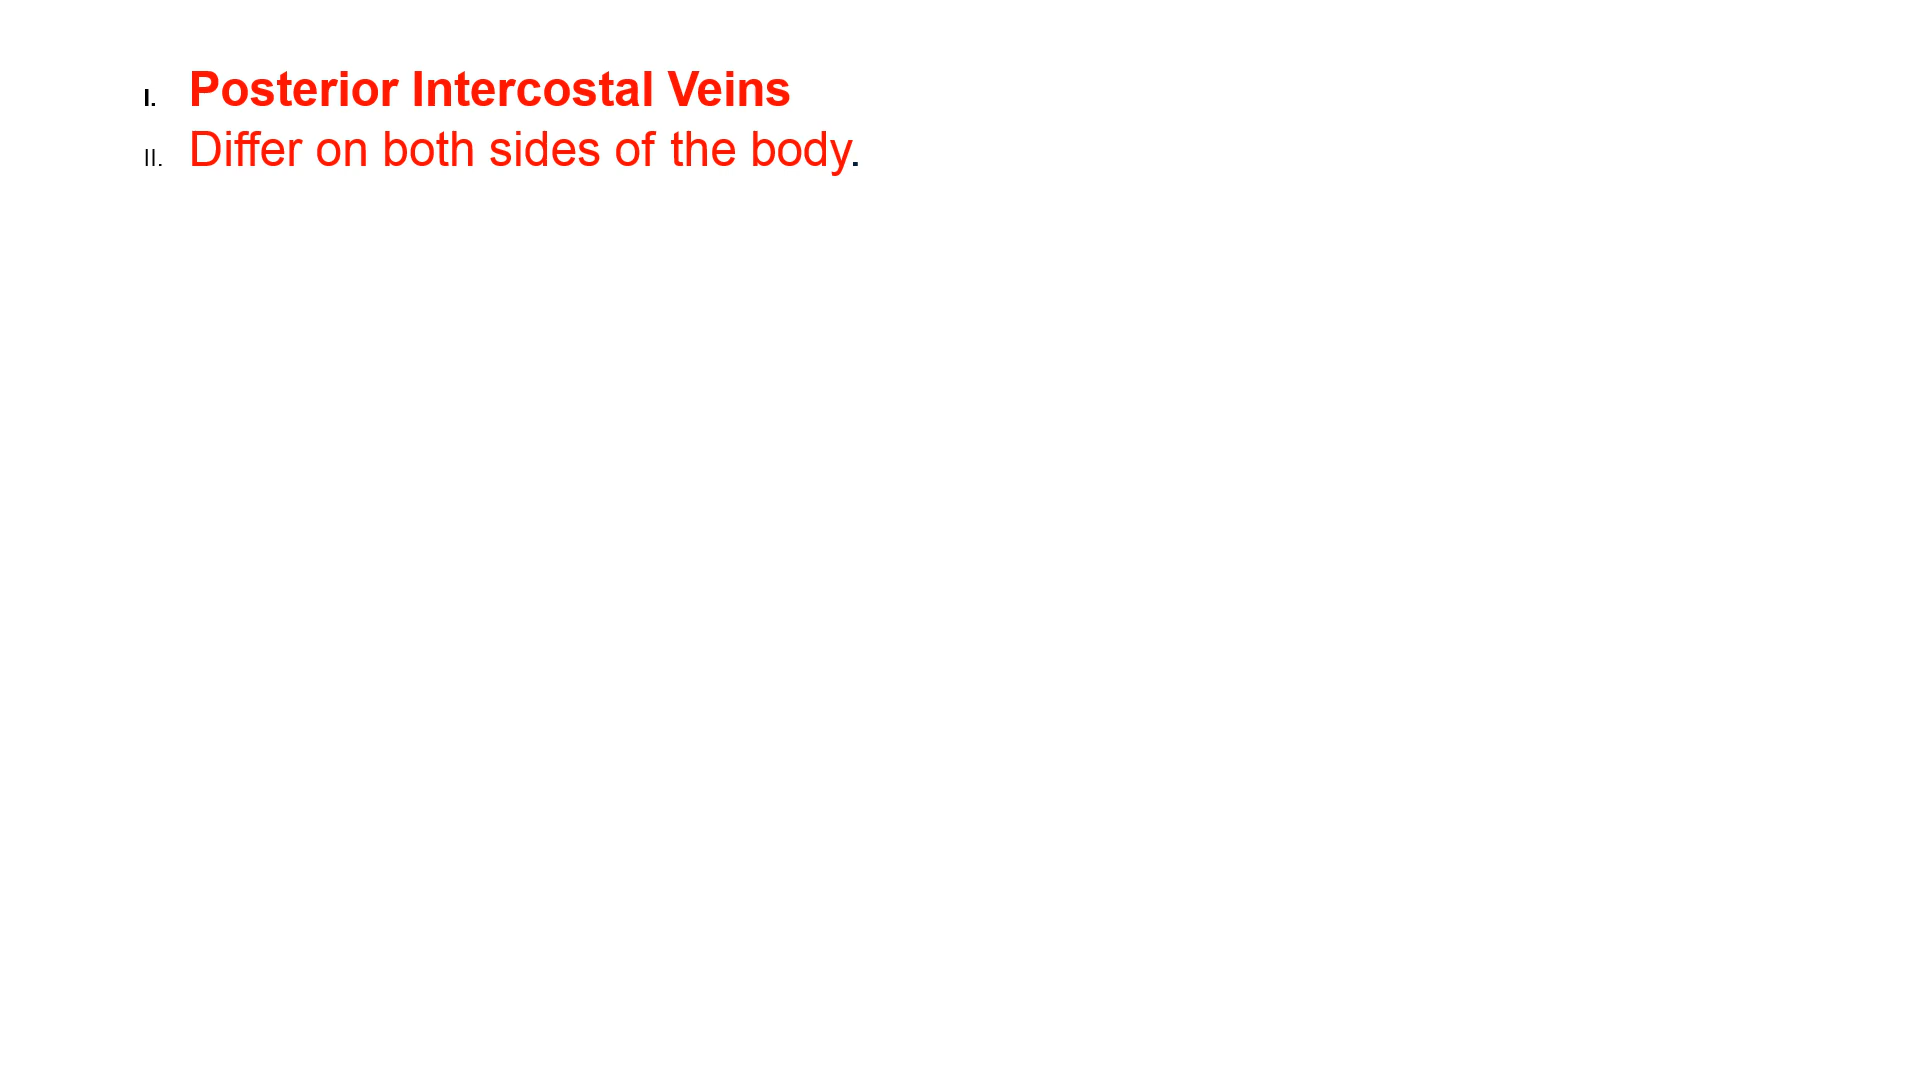 I. Posterior Intercostal Veins
II. Differ on both sides of the body.